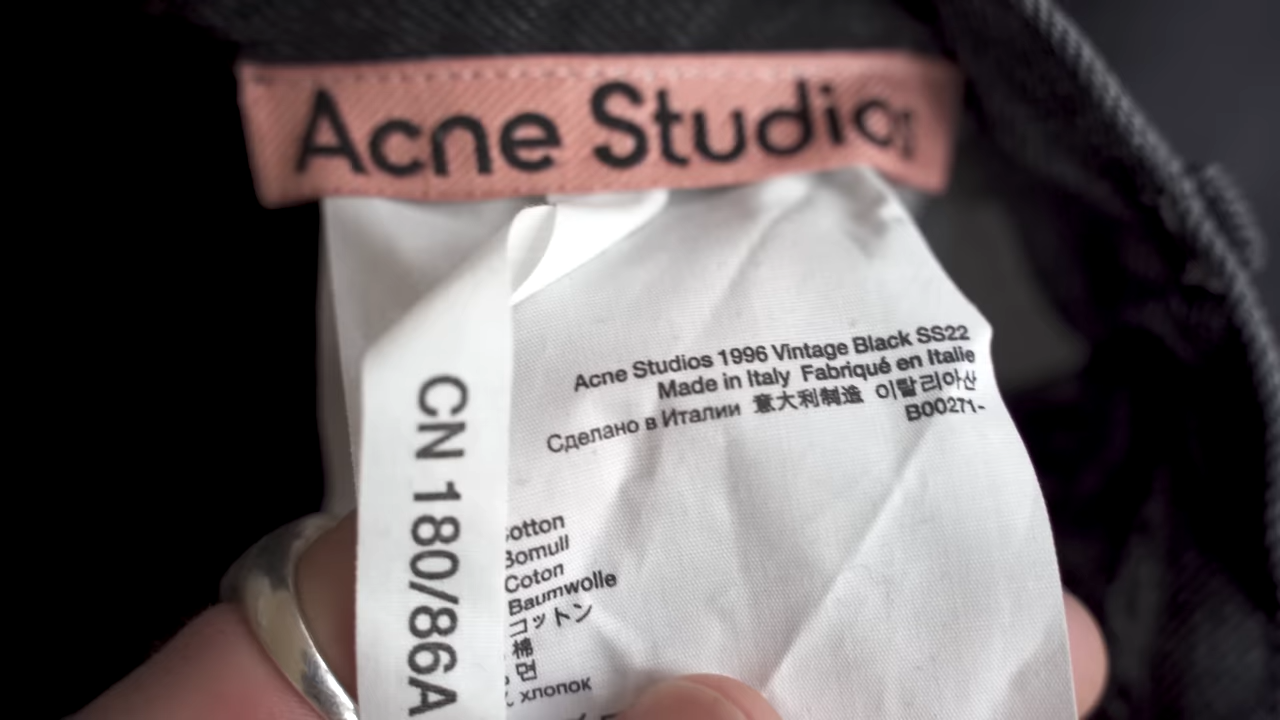 Acne Studios
Acne Studios 1996 Vintage Black SS22
Made in Italy Fabriqué en Italie
Сделано в Италии 意大利制造 이탈리아산
B00271-
CN 180/86A
Cotton
Bomull
Coton
Baumwolle
コットン
棉
면
хлопок